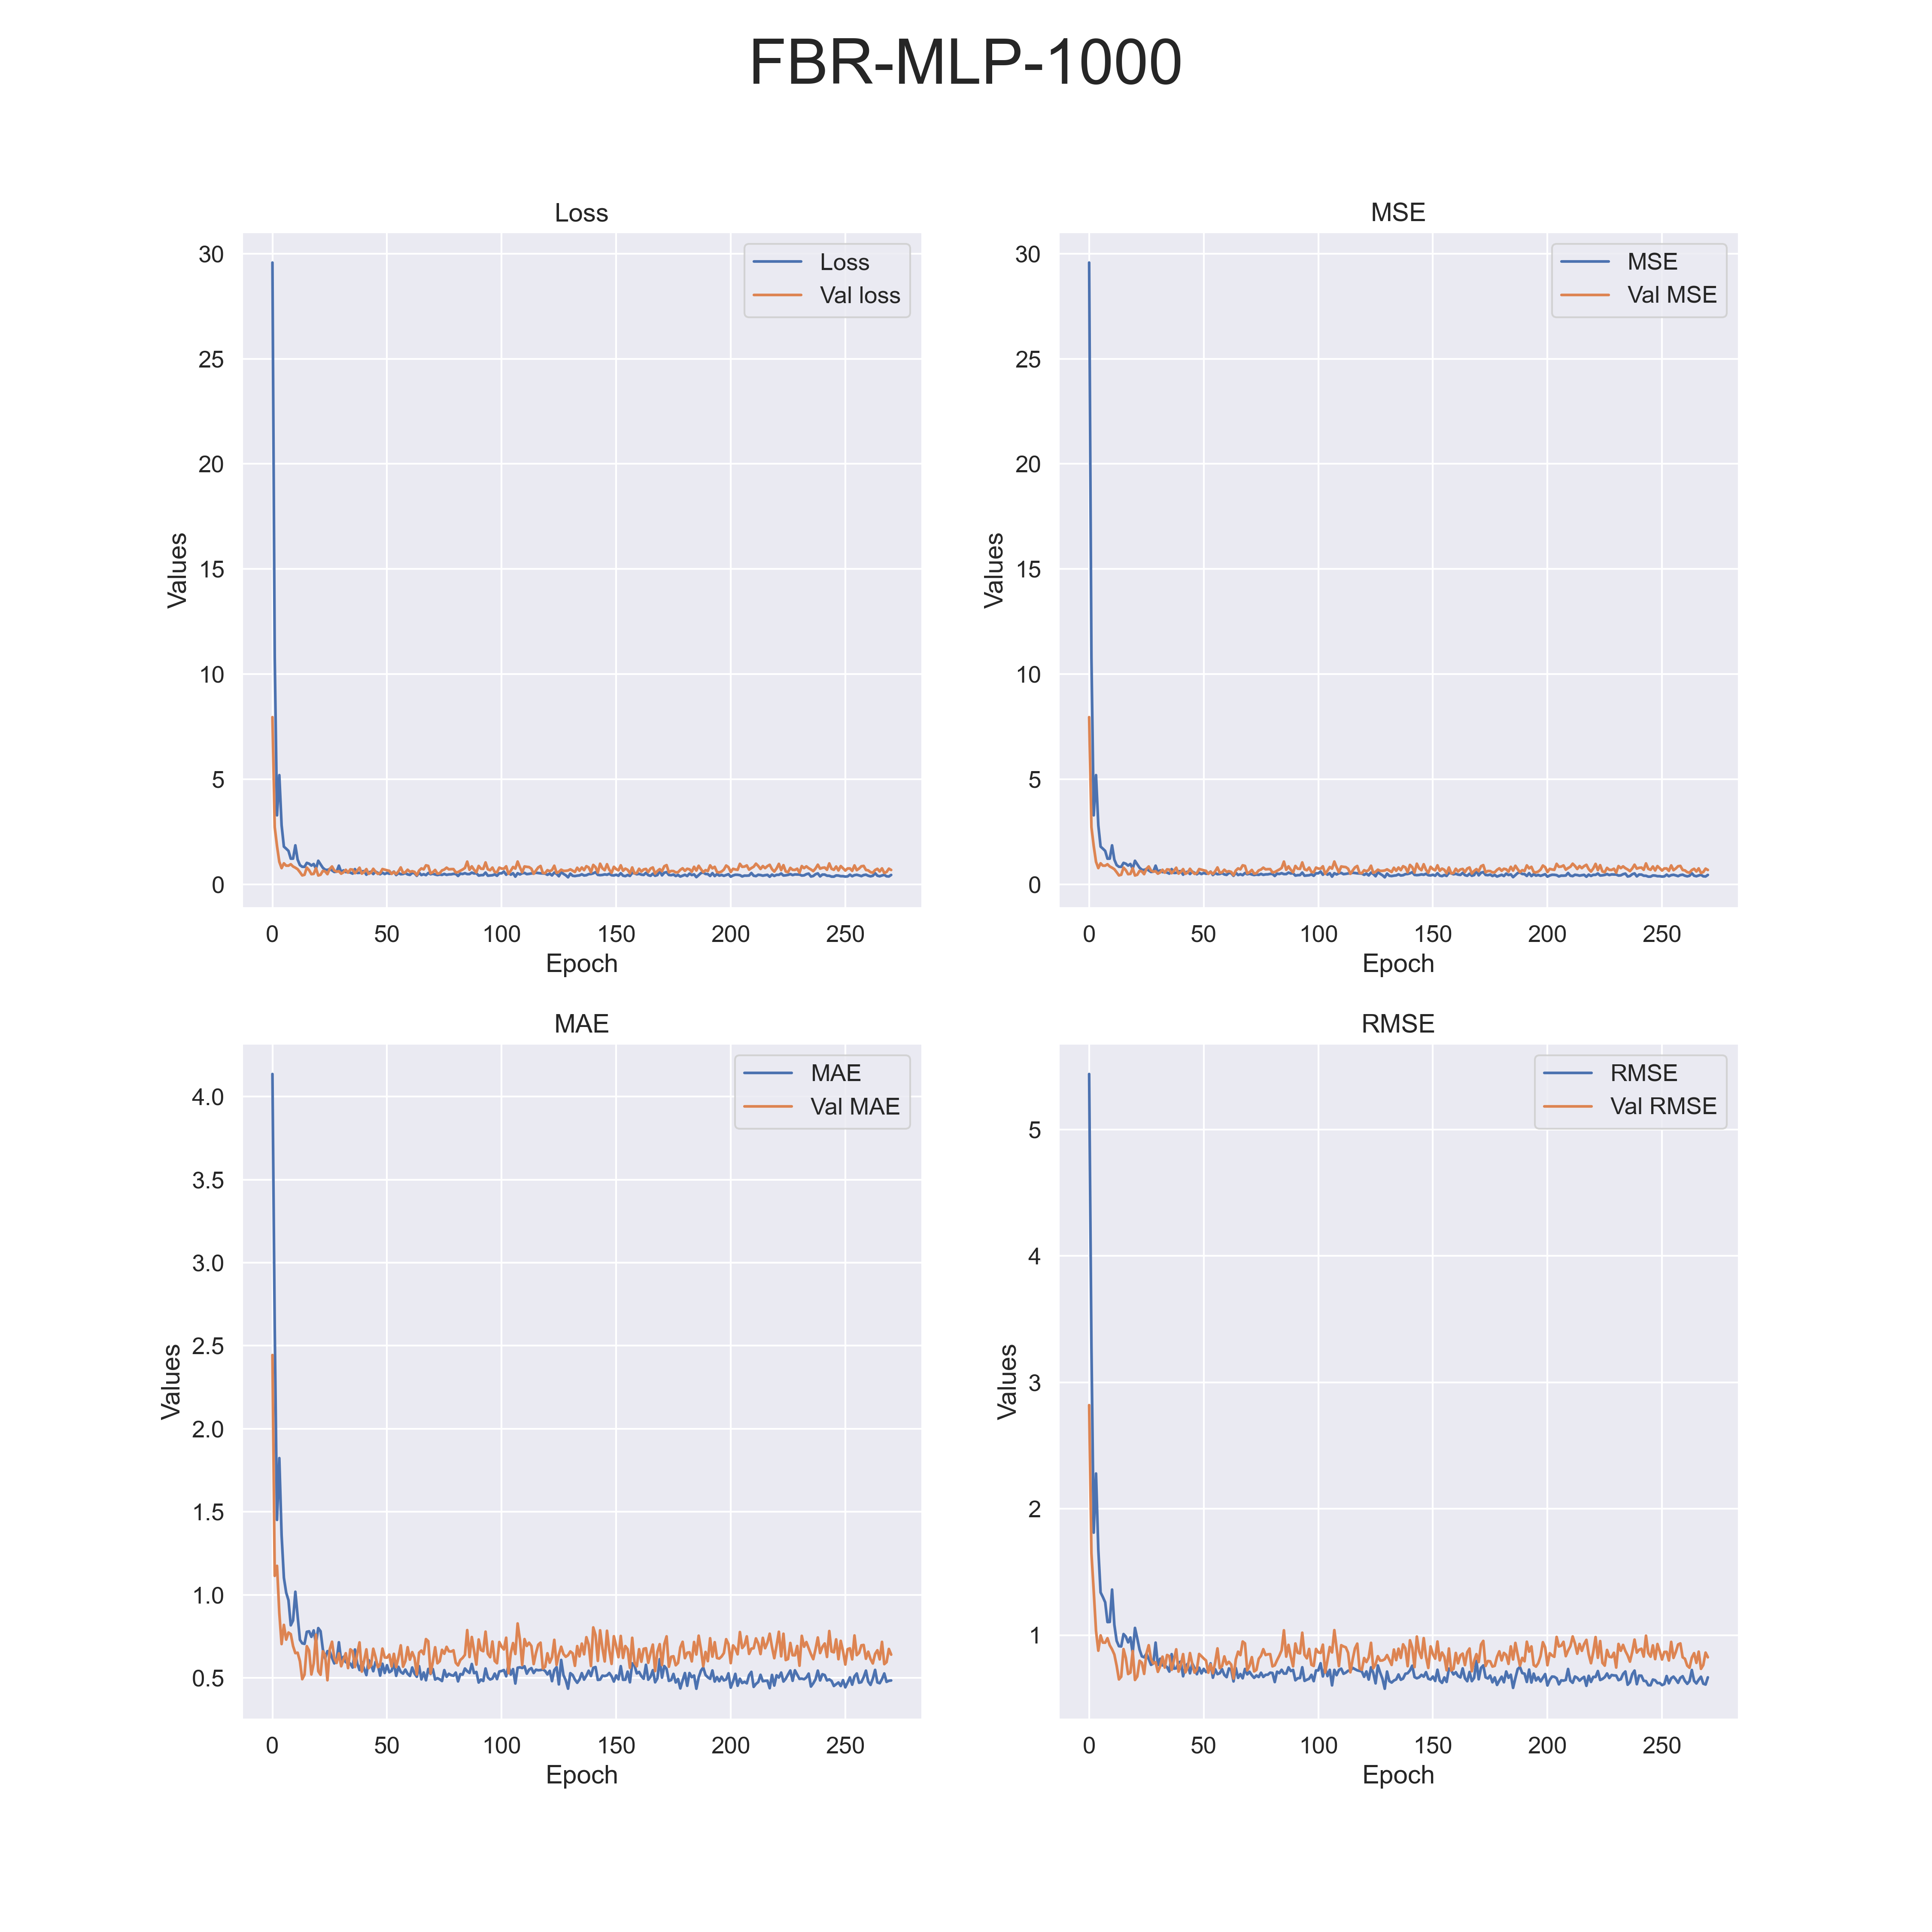 FBR-MLP-1000
Loss
30
25
20
15
10
5
0
Values
0 50 100 150 200 250
Epoch
Loss
Val loss
MSE
30
25
20
15
10
5
0
Values
0 50 100 150 200 250
Epoch
MSE
Val MSE
MAE
4.0
3.5
3.0
2.5
2.0
1.5
1.0
0.5
Values
0 50 100 150 200 250
Epoch
MAE
Val MAE
RMSE
5
4
3
2
1
Values
0 50 100 150 200 250
Epoch
RMSE
Val RMSE